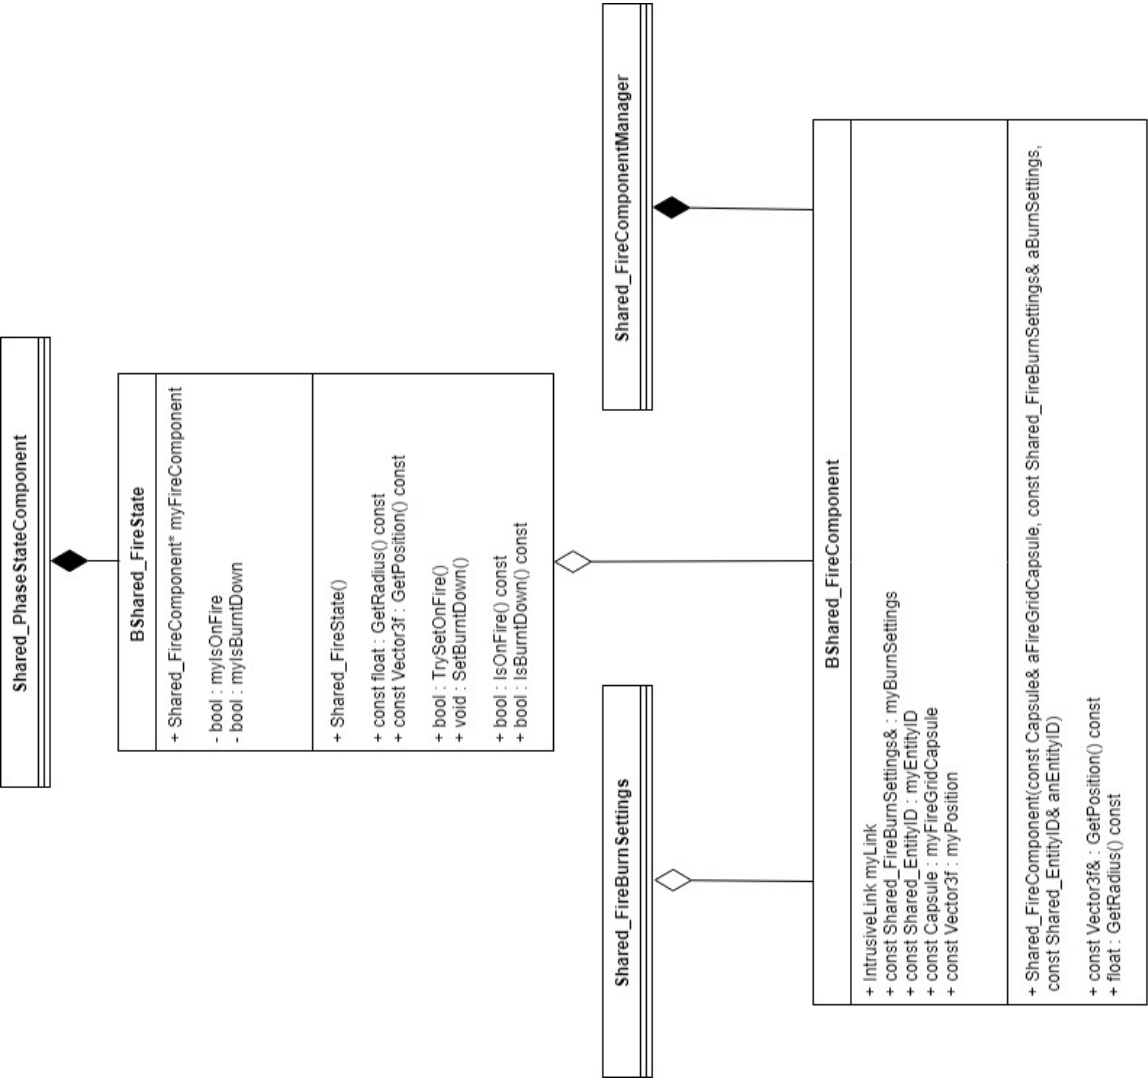 Shared_PhaseStateComponent
BShared_FireState
+ Shared_FireComponent* myFireComponent
- bool : myIsOnFire
- bool : myIsBurntDown
+ Shared_FireState()
+ const float : GetRadius() const
+ const Vector3f : GetPosition() const
+ bool : TrySetOnFire()
+ void : SetBurntDown()
+ bool : IsOnFire() const
+ bool : IsBurntDown() const
Shared_FireBurnSettings
Shared_FireComponentManager
BShared_FireComponent
+ IntrusiveLink myLink
+ const Shared_FireBurnSettings& : myBurnSettings
+ const Shared_EntityID : myEntityID
+ const Capsule : myFireGridCapsule
+ const Vector3f : myPosition
+ Shared_FireComponent(const Capsule& aFireGridCapsule, const Shared_FireBurnSettings& aBurnSettings,
const Shared_EntityID& anEntityID)
+ const Vector3f& : GetPosition() const
+ float : GetRadius() const